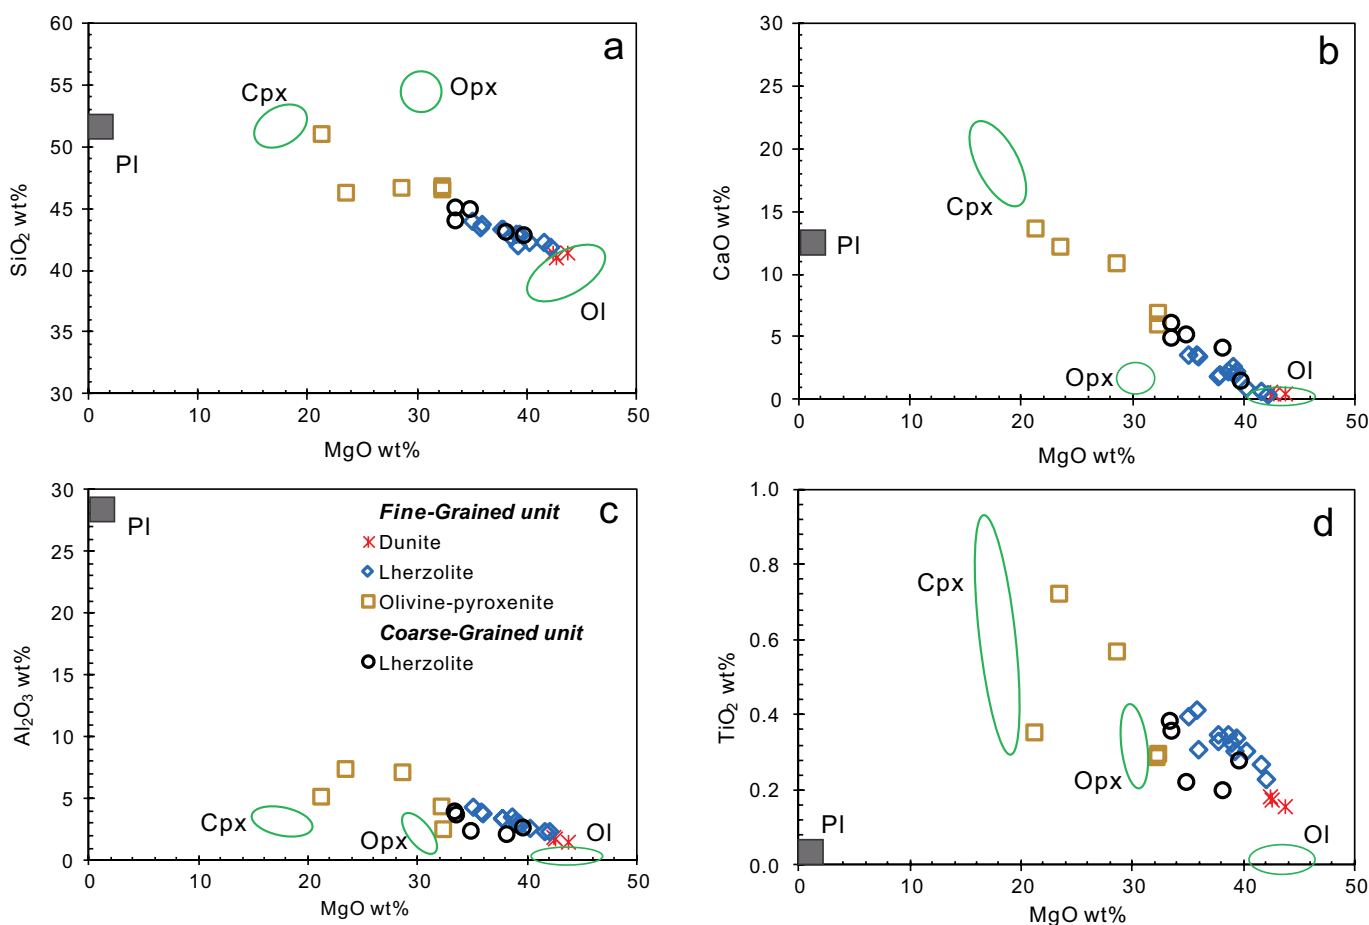 60
55
50
45
40
35
30
SiO₂ wt%
a
Cpx
Opx
Pl
Ol
0 10 20 30 40 50
MgO wt%
30
25
20
15
10
5
0
CaO wt%
b
Cpx
Pl
Opx
Ol
0 10 20 30 40 50
MgO wt%
30
25
20
15
10
5
0
Al₂O₃ wt%
c
Pl
Fine-Grained unit
Dunite
Lherzolite
Olivine-pyroxenite
Coarse-Grained unit
Lherzolite
Cpx
Opx
Ol
0 10 20 30 40 50
MgO wt%
1.0
0.8
0.6
0.4
0.2
0.0
TiO₂ wt%
d
Cpx
Opx
Pl
Ol
0 10 20 30 40 50
MgO wt%